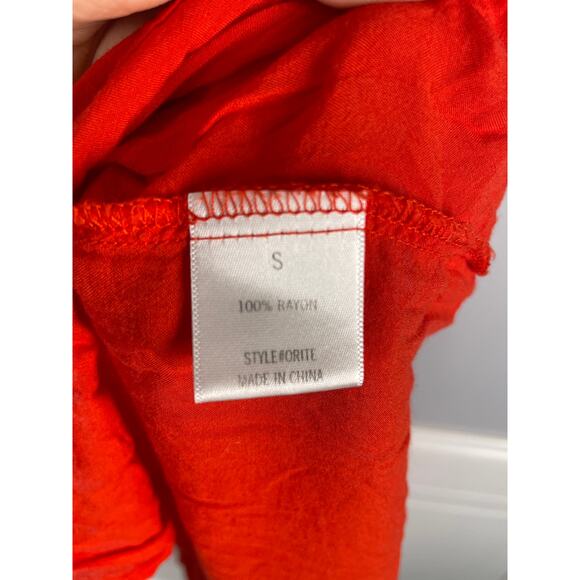 S
100% RAYON
STYLE#ORITE
MADE IN CHINA